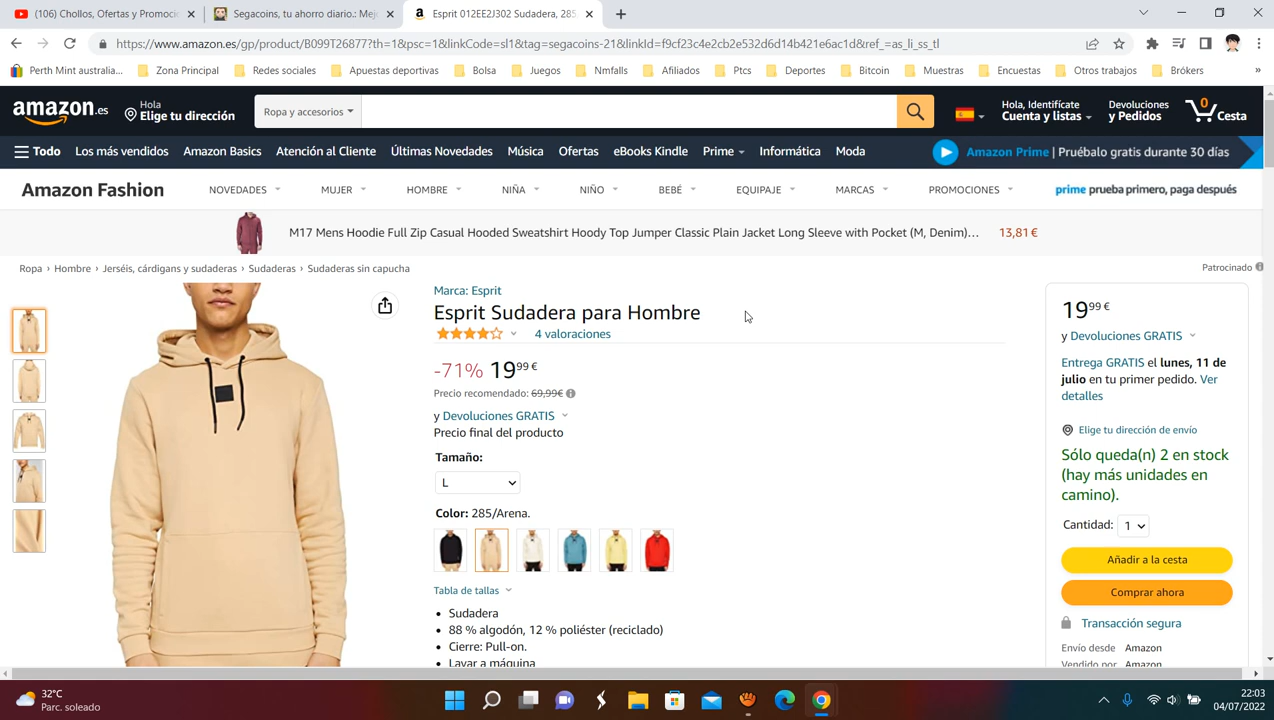 (106) Chollos, Ofertas y Promocio
Segacoins, tu ahorro diario.: Mej
Esprit 012EE2J302 Sudadera, 285
https://www.amazon.es/gp/product/B099T26877?th=1&psc=1&linkCode=sl1&tag=segacoins-21&linkId=f9cf23c4e2cb2e532d6d14b421e6ac1d&ref_=as_li_ss_tl
Perth Mint australia...
Zona Principal
Redes sociales
Apuestas deportivas
Bolsa
Juegos
Nmfalls
Afiliados
Ptcs
Deportes
Bitcoin
Muestras
Encuestas
Otros trabajos
Brókers
»
amazon.es
Hola
Elige tu dirección
Ropa y accesorios
Hola, Identifícate
Cuenta y listas
Devoluciones
y Pedidos
0
Cesta
Todo
Los más vendidos
Amazon Basics
Atención al Cliente
Últimas Novedades
Música
Ofertas
eBooks Kindle
Prime
Informática
Moda
Amazon Prime | Pruébalo gratis durante 30 días
Amazon Fashion
NOVEDADES
MUJER
HOMBRE
NIÑA
NIÑO
BEBÉ
EQUIPAJE
MARCAS
PROMOCIONES
prime prueba primero, paga después
M17 Mens Hoodie Full Zip Casual Hooded Sweatshirt Hoody Top Jumper Classic Plain Jacket Long Sleeve with Pocket (M, Denim)...
13,81 €
Patrocinado
Ropa › Hombre › Jerséis, cárdigans y sudaderas › Sudaderas › Sudaderas sin capucha
Marca: Esprit
Esprit Sudadera para Hombre
4 valoraciones
-71% 19,99 €
Precio recomendado: 69,99€
y Devoluciones GRATIS
Precio final del producto
Tamaño:
L
Color: 285/Arena.
Tabla de tallas
• Sudadera
• 88 % algodón, 12 % poliéster (reciclado)
• Cierre: Pull-on.
• Lavar a máquina
19,99 €
y Devoluciones GRATIS
Entrega GRATIS el lunes, 11 de
julio en tu primer pedido. Ver
detalles
Elige tu dirección de envío
Sólo queda(n) 2 en stock
(hay más unidades en
camino).
Cantidad: 1
Añadir a la cesta
Comprar ahora
Transacción segura
Envío desde Amazon
Vendido por Amazon
32°C
Parc. soleado
22:03
04/07/2022